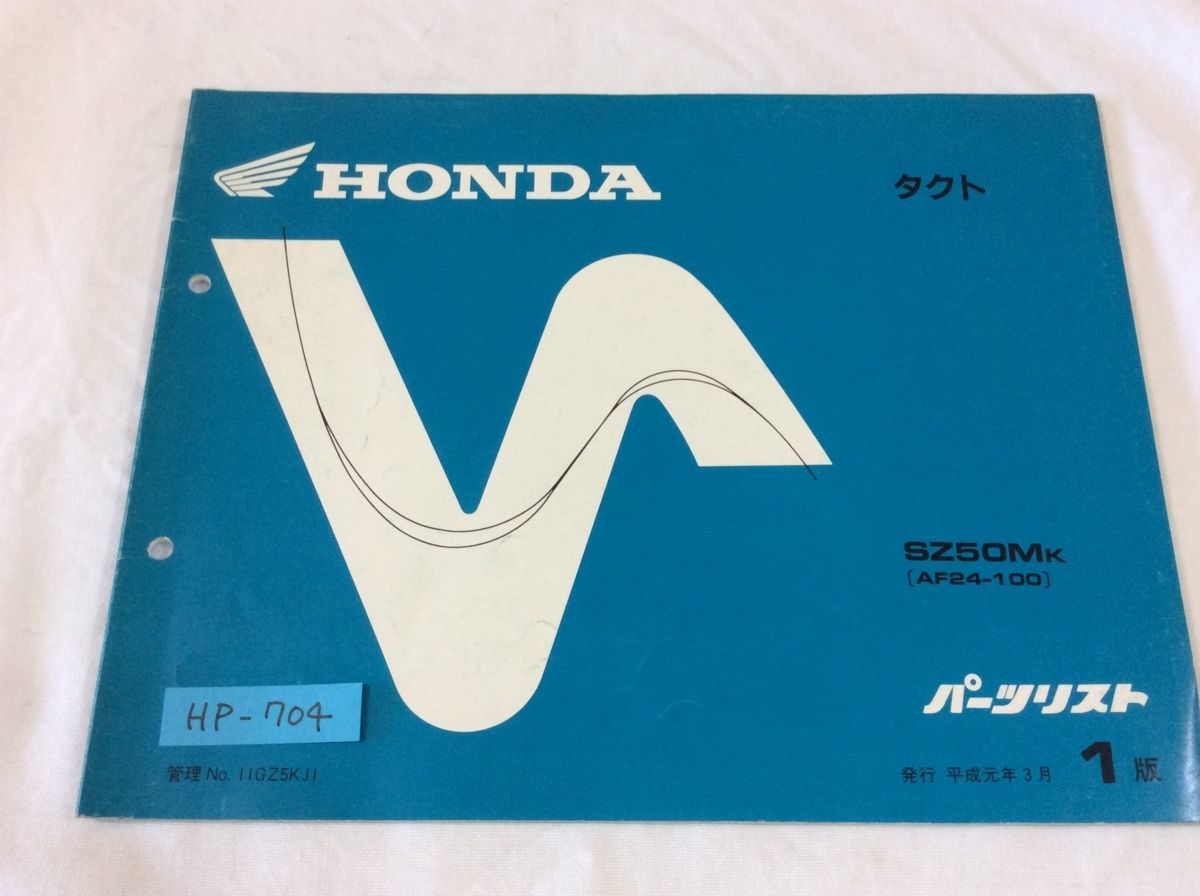 HONDA
タクト
SZ50MK
〔AF24-100〕
パーツリスト
HP-704
管理 No. 11GZ5KJ1
発行 平成元年3月 1版